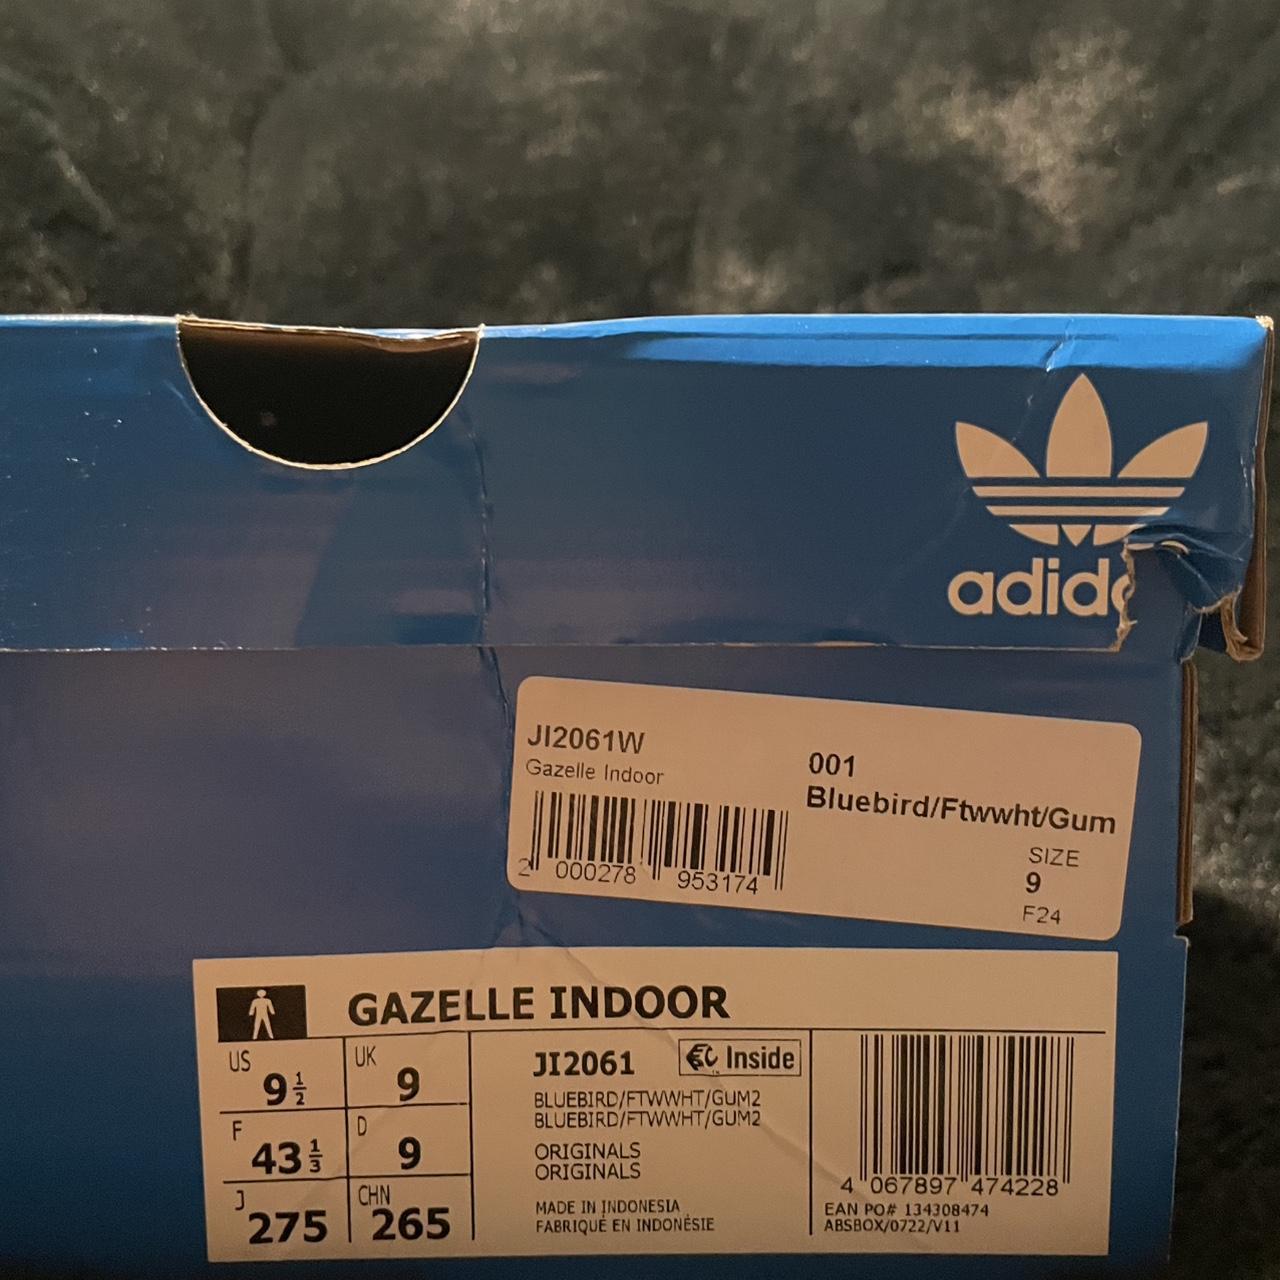 adida
JI2061W
Gazelle Indoor
2 000278 953174
001
Bluebird/Ftwwht/Gum
SIZE
9
F24
GAZELLE INDOOR
US 9 1/2
UK 9
F 43 1/3
D 9
J 275
CHN 265
JI2061
EC Inside
BLUEBIRD/FTWWHT/GUM2
BLUEBIRD/FTWWHT/GUM2
ORIGINALS
ORIGINALS
MADE IN INDONESIA
FABRIQUÉ EN INDONÉSIE
4 067897 474228
EAN PO# 134308474
ABSBOX/0722/V11